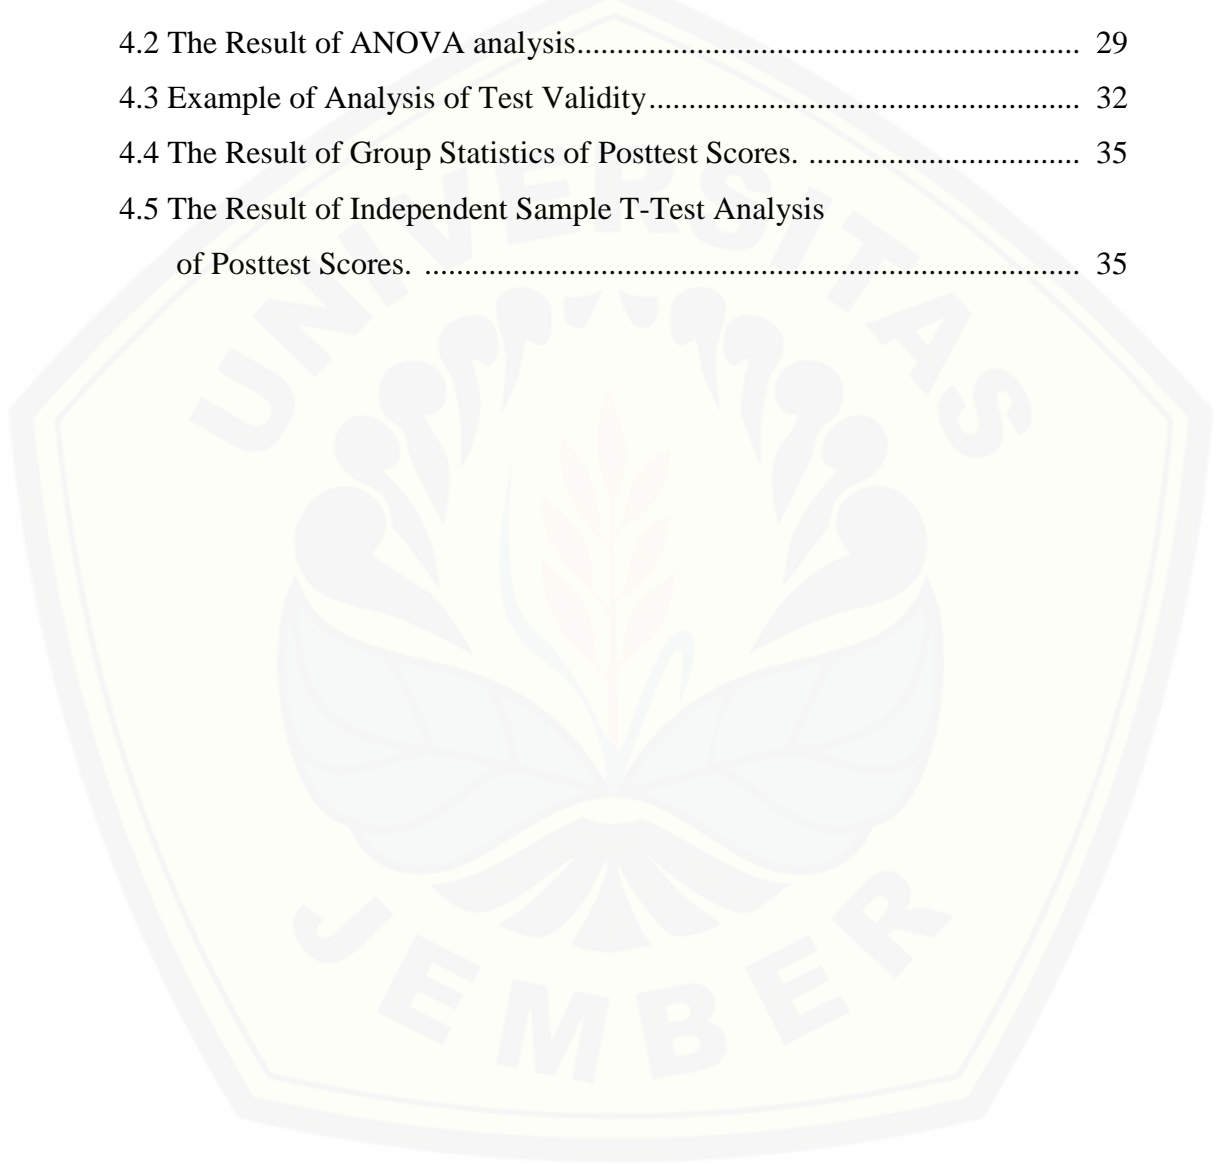 4.2 The Result of ANOVA analysis............................................................... 29
4.3 Example of Analysis of Test Validity...................................................... 32
4.4 The Result of Group Statistics of Posttest Scores. .................................. 35
4.5 The Result of Independent Sample T-Test Analysis
of Posttest Scores. .................................................................................. 35
UNIVERSITAS
JEMBER